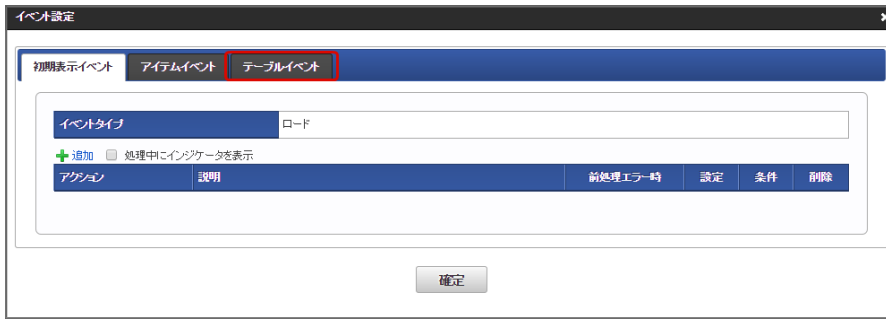 イベント設定
初期表示イベント アイテムイベント テーブルイベント
イベントタイプ ロード
追加 処理中にインジケータを表示
アクション 説明 前処理エラー時 設定 条件 削除
確定